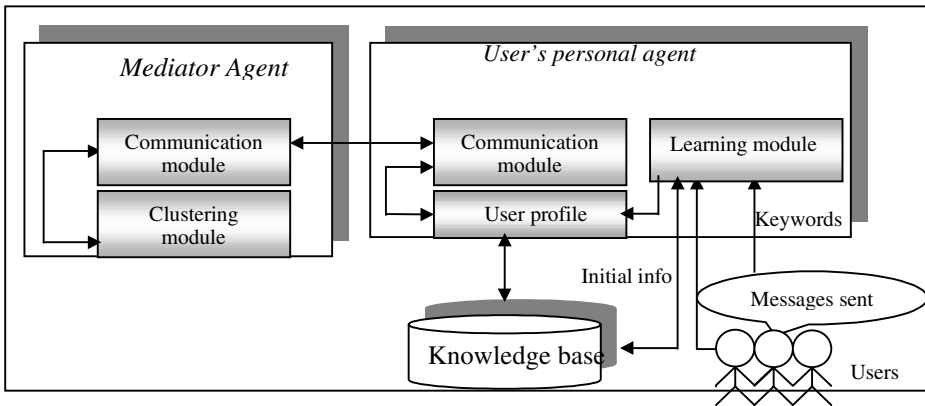 Mediator Agent
User's personal agent
Communication
module
Communication
module
Learning module
Clustering
module
User profile
Keywords
Initial info
Messages sent
Knowledge base
Users